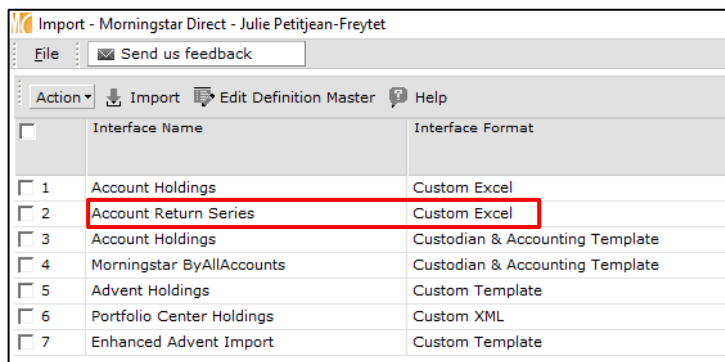 Import - Morningstar Direct - Julie Petitjean-Freytet
File Send us feedback
Action Import Edit Definition Master Help
Interface Name Interface Format
1 Account Holdings Custom Excel
2 Account Return Series Custom Excel
3 Account Holdings Custodian & Accounting Template
4 Morningstar ByAllAccounts Custodian & Accounting Template
5 Advent Holdings Custom Template
6 Portfolio Center Holdings Custom XML
7 Enhanced Advent Import Custom Template